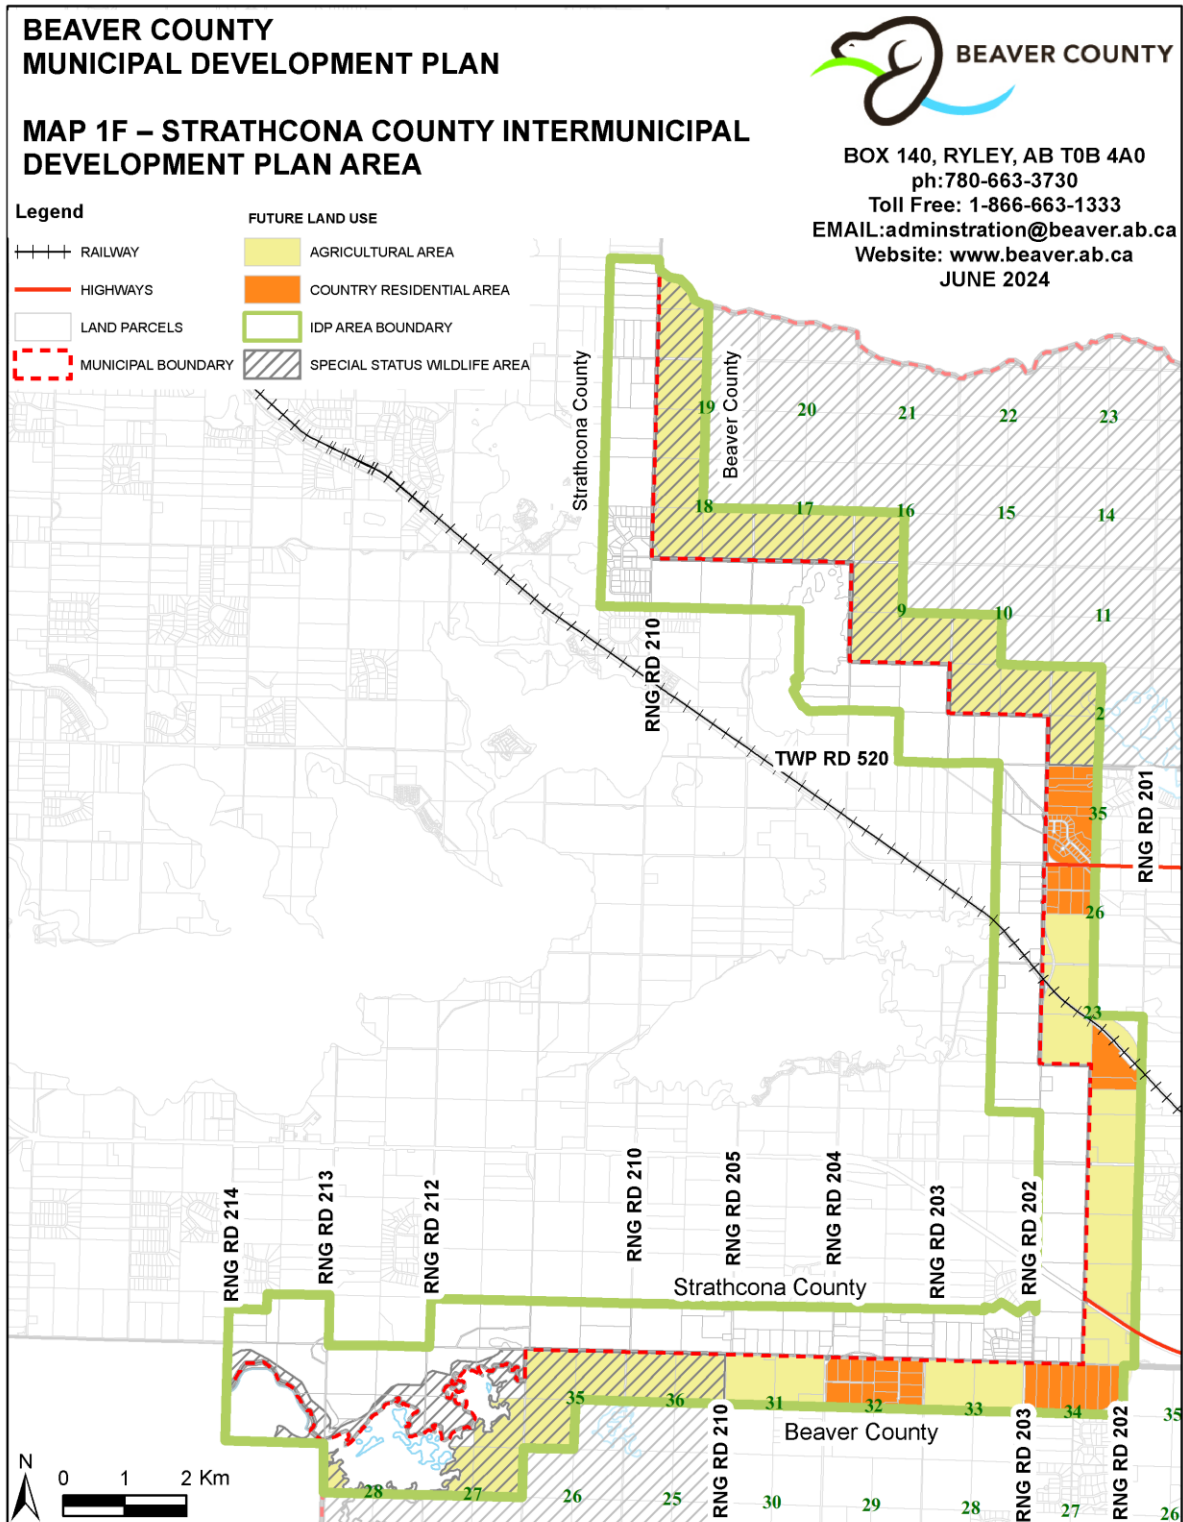 BEAVER COUNTY
MUNICIPAL DEVELOPMENT PLAN
MAP 1F – STRATHCONA COUNTY INTERMUNICIPAL
DEVELOPMENT PLAN AREA
BEAVER COUNTY
BOX 140, RYLEY, AB T0B 4A0
ph:780-663-3730
Toll Free: 1-866-663-1333
EMAIL:adminstration@beaver.ab.ca
Website: www.beaver.ab.ca
JUNE 2024
Legend
RAILWAY
HIGHWAYS
LAND PARCELS
MUNICIPAL BOUNDARY
FUTURE LAND USE
AGRICULTURAL AREA
COUNTRY RESIDENTIAL AREA
IDP AREA BOUNDARY
SPECIAL STATUS WILDLIFE AREA
Strathcona County
Beaver County
19
20
21
22
23
18
17
16
15
14
9
10
11
RNG RD 210
2
TWP RD 520
RNG RD 201
35
26
23
RNG RD 214
RNG RD 213
RNG RD 212
RNG RD 210
RNG RD 205
RNG RD 204
RNG RD 203
RNG RD 202
Strathcona County
35
36
31
32
33
34
35
RNG RD 210
Beaver County
RNG RD 203
RNG RD 202
28
27
26
25
30
29
28
27
26
N
0
1
2 Km